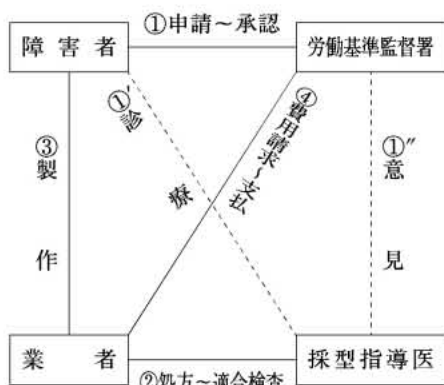 ①申請～承認
障害者
労働基準監督署
①′診療
④費用請求～支払
③製作
①″意見
業者
採型指導医
②処方～適合検査